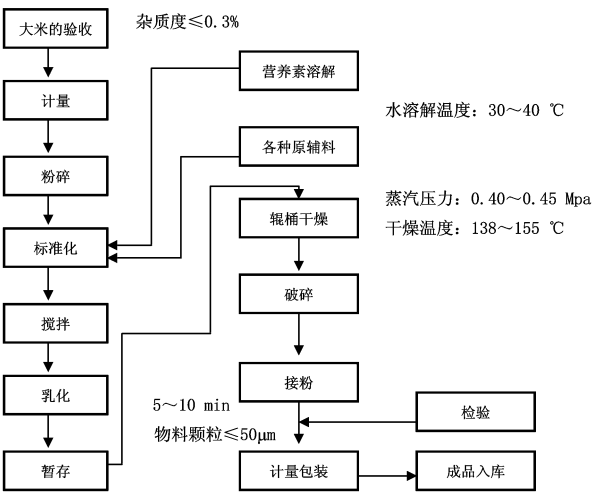 大米的验收
杂质度≤0.3%
计量
粉碎
标准化
搅拌
乳化
暂存
营养素溶解
水溶解温度：30～40 ℃
各种原辅料
蒸汽压力：0.40～0.45 Mpa
辊桶干燥
干燥温度：138～155 ℃
破碎
接粉
5～10 min
检验
物料颗粒≤50μm
计量包装
成品入库